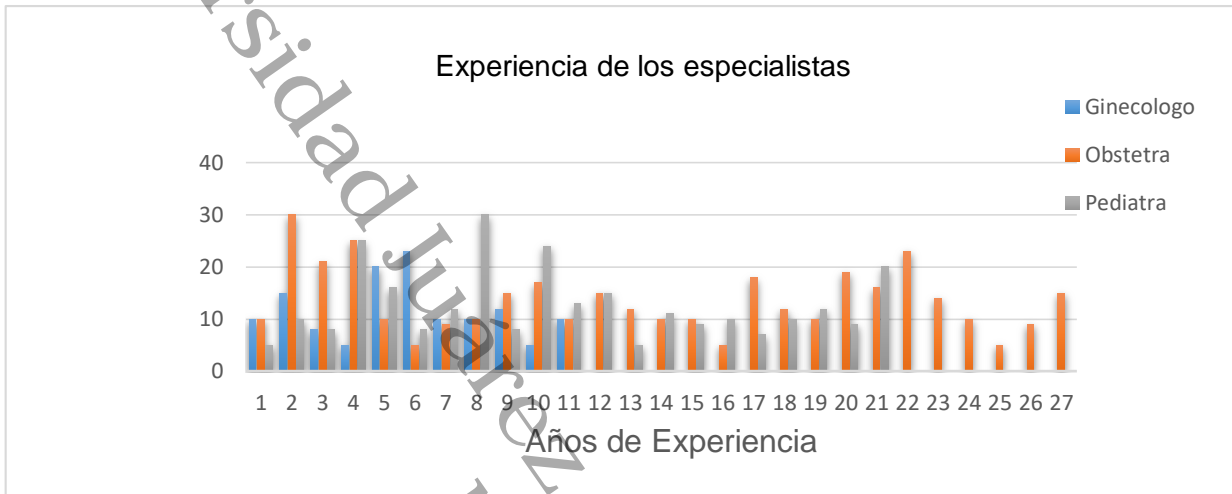 Experiencia de los especialistas
Ginecologo
Obstetra
Pediatra
40
30
20
10
0
1 2 3 4 5 6 7 8 9 10 11 12 13 14 15 16 17 18 19 20 21 22 23 24 25 26 27
Años de Experiencia
rsidad Juàrez